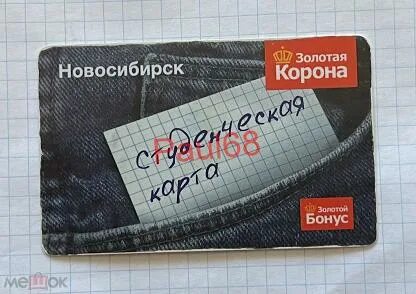 Новосибирск
Золотая
Корона
студенческая
карта
Paul68
Золотой
Бонус
мешок